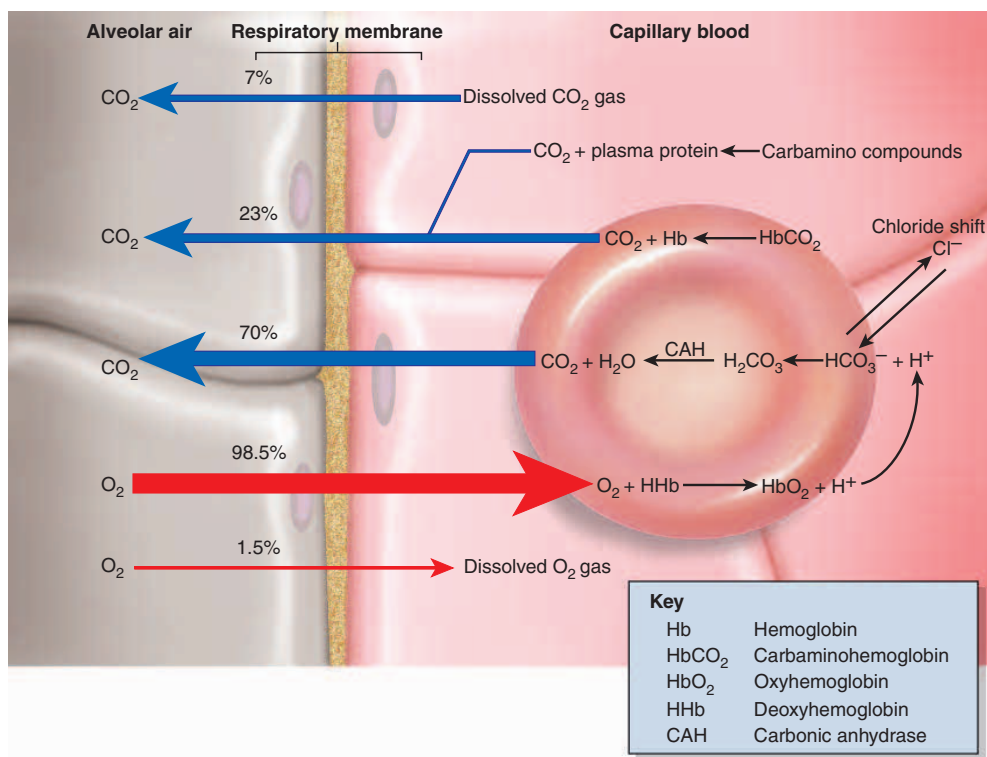 Alveolar air Respiratory membrane Capillary blood
7%
CO₂ Dissolved CO₂ gas
CO₂ + plasma protein Carbamino compounds
23%
CO₂ CO₂ + Hb HbCO₂
Chloride shift
Cl⁻
70%
CO₂ CO₂ + H₂O CAH H₂CO₃ HCO₃⁻ + H⁺
98.5%
O₂ O₂ + HHb HbO₂ + H⁺
1.5%
O₂ Dissolved O₂ gas
Key
Hb Hemoglobin
HbCO₂ Carbaminohemoglobin
HbO₂ Oxyhemoglobin
HHb Deoxyhemoglobin
CAH Carbonic anhydrase